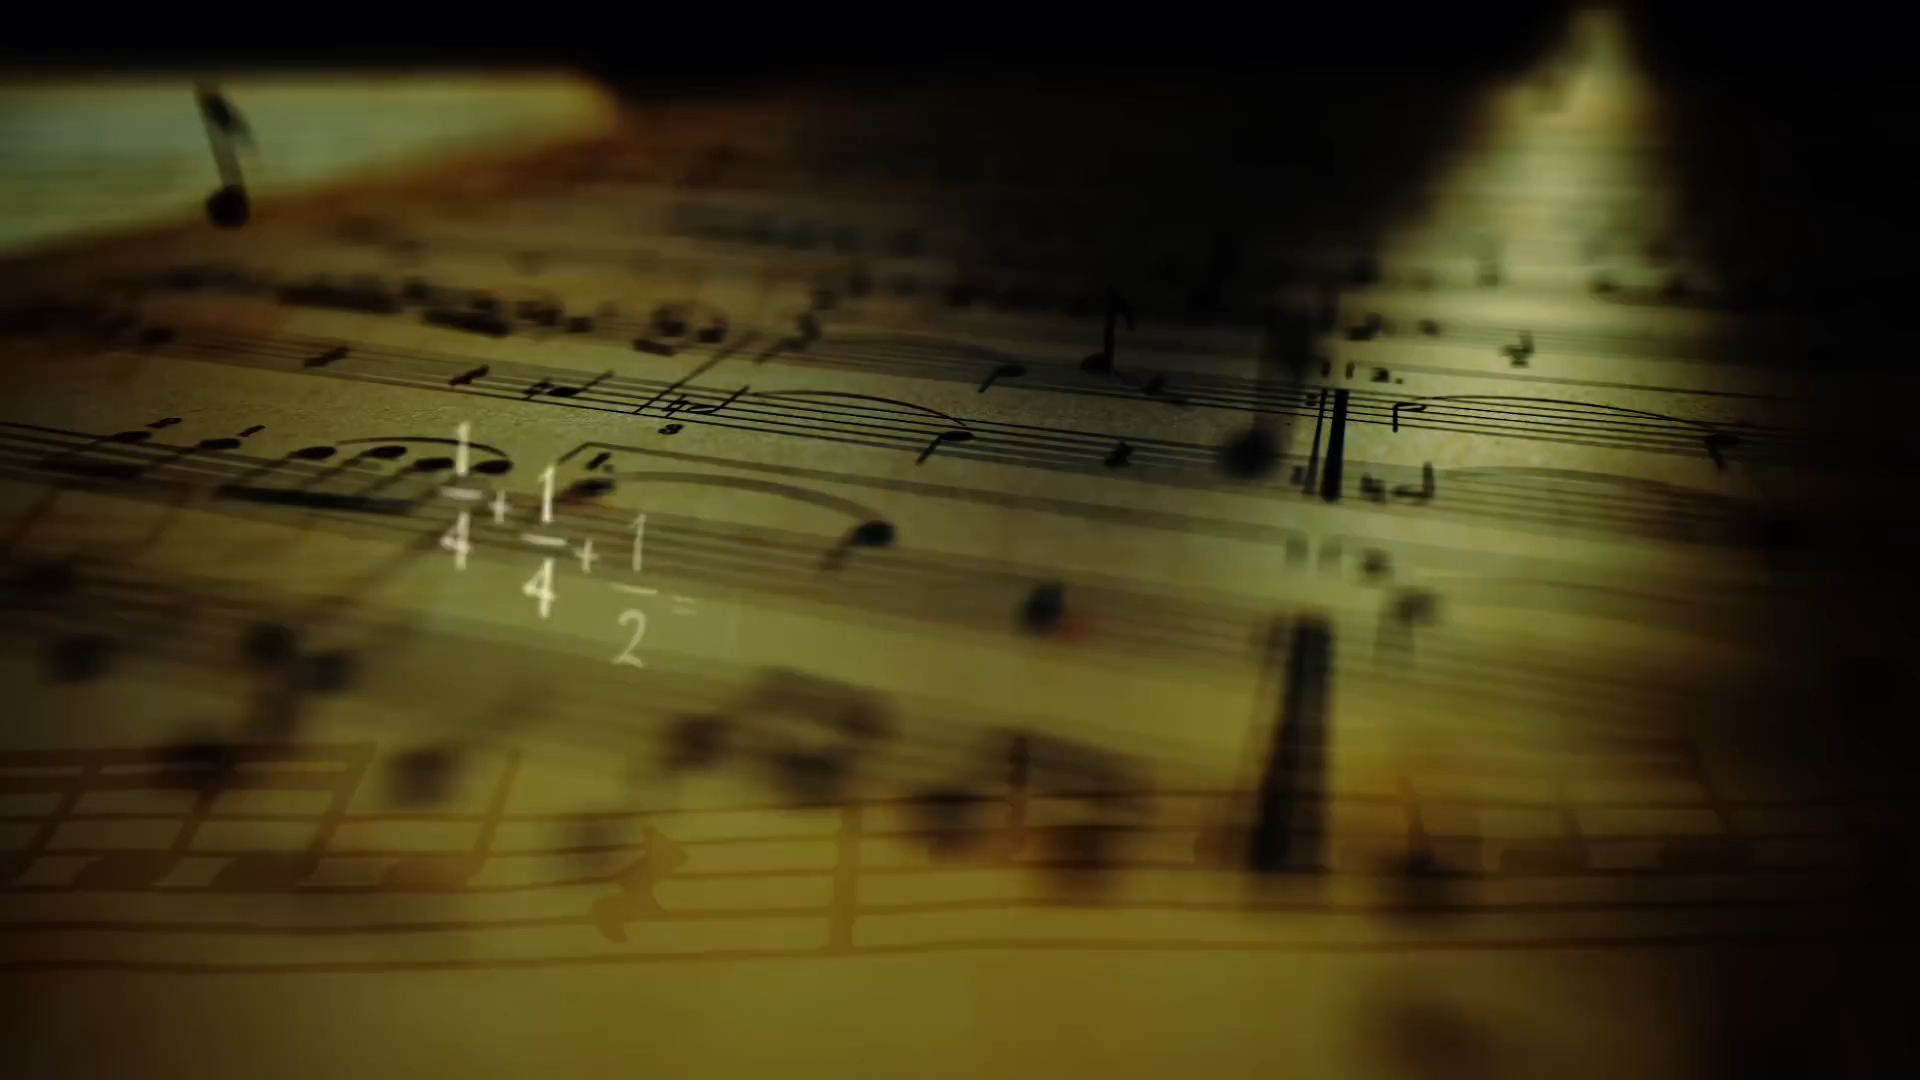 1/4 + 1/4 + 1/2 =